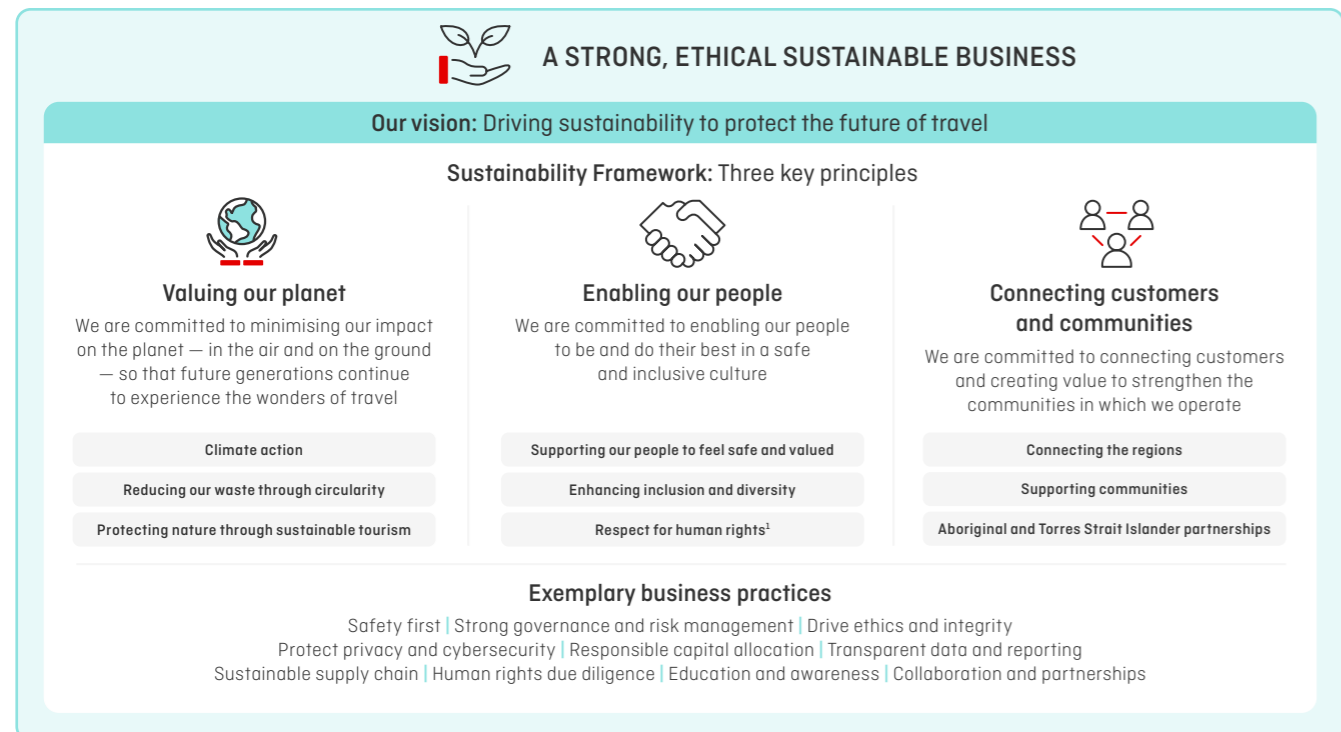 A STRONG, ETHICAL SUSTAINABLE BUSINESS
Our vision: Driving sustainability to protect the future of travel
Sustainability Framework: Three key principles
Valuing our planet
We are committed to minimising our impact
on the planet — in the air and on the ground
— so that future generations continue
to experience the wonders of travel
Climate action
Reducing our waste through circularity
Protecting nature through sustainable tourism
Enabling our people
We are committed to enabling our people
to be and do their best in a safe
and inclusive culture
Supporting our people to feel safe and valued
Enhancing inclusion and diversity
Respect for human rights¹
Connecting customers
and communities
We are committed to connecting customers
and creating value to strengthen the
communities in which we operate
Connecting the regions
Supporting communities
Aboriginal and Torres Strait Islander partnerships
Exemplary business practices
Safety first | Strong governance and risk management | Drive ethics and integrity
Protect privacy and cybersecurity | Responsible capital allocation | Transparent data and reporting
Sustainable supply chain | Human rights due diligence | Education and awareness | Collaboration and partnerships